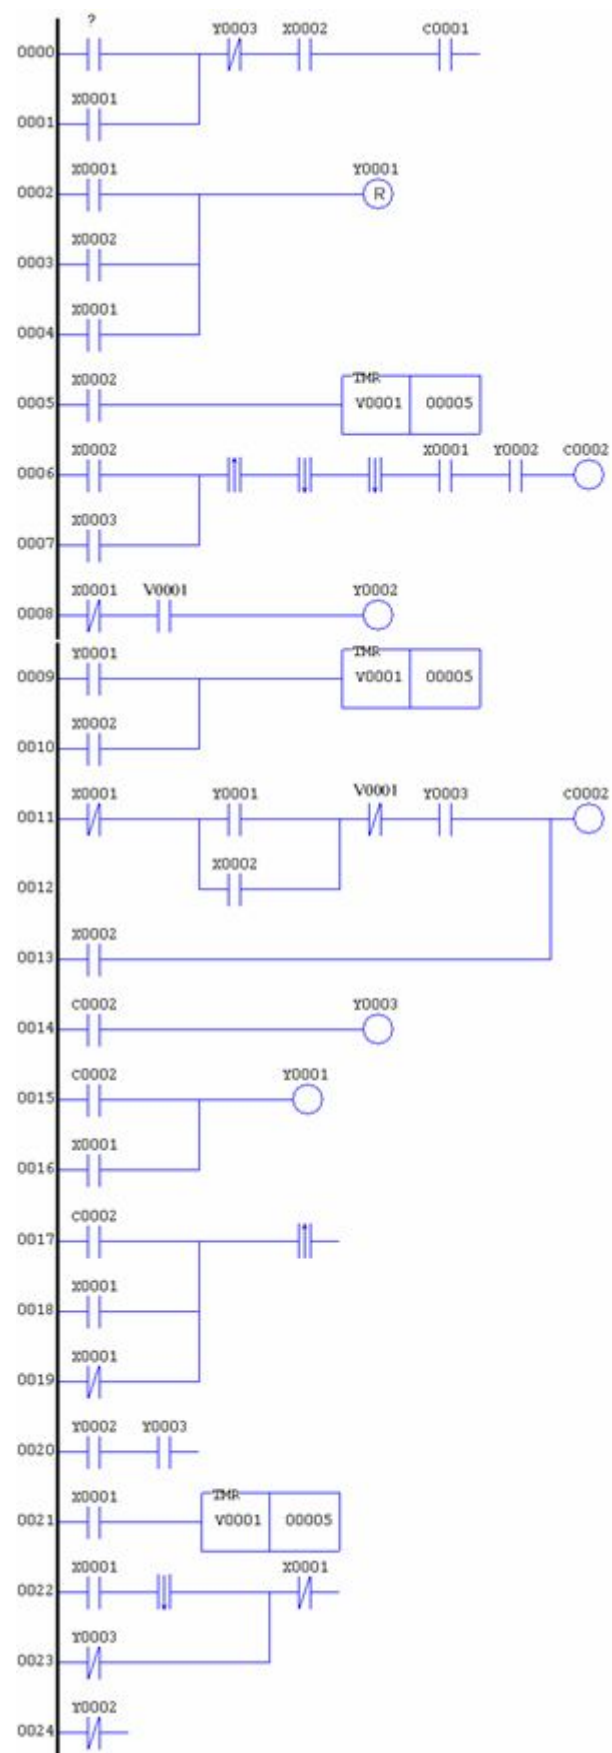 ?
Y0003 X0002 C0001
0000
X0001
0001
X0001 Y0001
0002 R
X0002
0003
X0001
0004
X0002 TMR
0005 V0001 00005
X0002 X0001 Y0002 C0002
0006
X0003
0007
X0001 V0001 Y0002
0008
Y0001 TMR
0009 V0001 00005
X0002
0010
X0001 Y0001 V0001 Y0003 C0002
0011
X0002
0012
X0002
0013
C0002 Y0003
0014
C0002 Y0001
0015
X0001
0016
C0002
0017
X0001
0018
X0001
0019
Y0002 Y0003
0020
X0001 TMR
0021 V0001 00005
X0001 X0001
0022
Y0003
0023
Y0002
0024